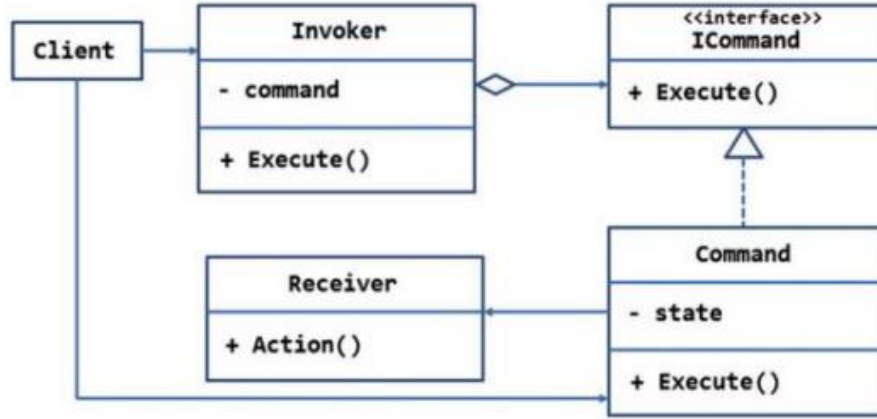 Client
Invoker
- command
+ Execute()
<<interface>>
ICommand
+ Execute()
Receiver
+ Action()
Command
- state
+ Execute()